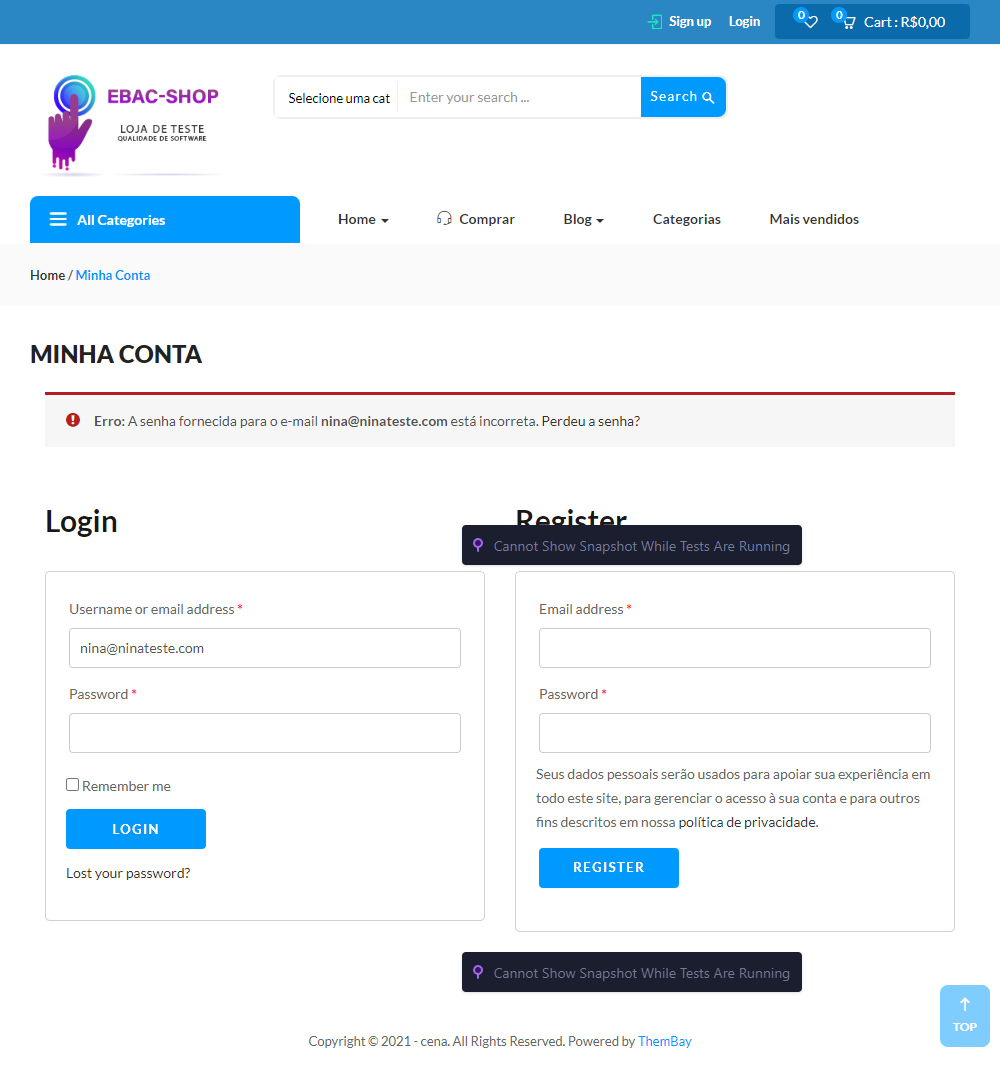 Sign up Login 0 0 Cart : R$0,00
EBAC-SHOP
LOJA DE TESTE
QUALIDADE DE SOFTWARE
Selecione uma cat Enter your search ... Search
All Categories Home Comprar Blog Categorias Mais vendidos
Home / Minha Conta
MINHA CONTA
Erro: A senha fornecida para o e-mail nina@ninateste.com está incorreta. Perdeu a senha?
Login
Username or email address *
nina@ninateste.com
Password *
Remember me
LOGIN
Lost your password?
Register
Cannot Show Snapshot While Tests Are Running
Email address *
Password *
Seus dados pessoais serão usados para apoiar sua experiência em
todo este site, para gerenciar o acesso à sua conta e para outros
fins descritos em nossa política de privacidade.
REGISTER
Cannot Show Snapshot While Tests Are Running
TOP
Copyright © 2021 - cena. All Rights Reserved. Powered by ThemBay